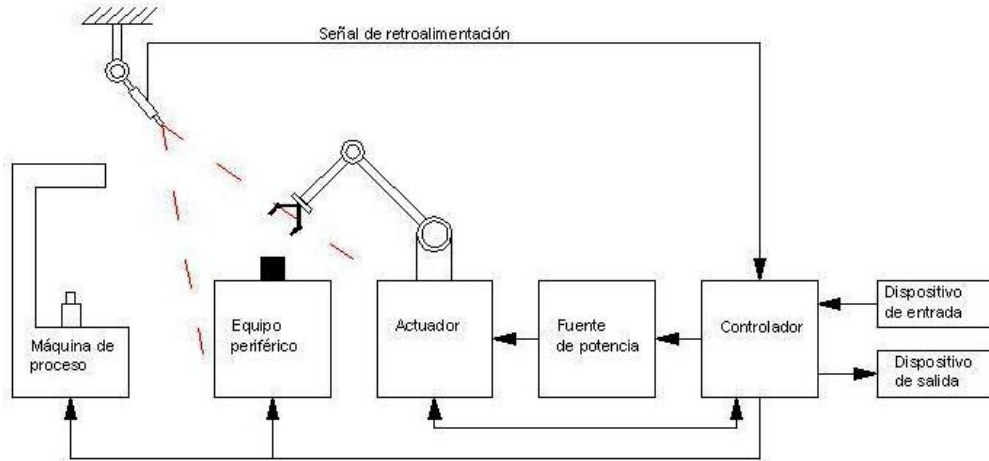 Señal de retroalimentación
Máquina de
proceso
Equipo
periférico
Actuador
Fuente
de potencia
Controlador
Dispositivo
de entrada
Dispositivo
de salida